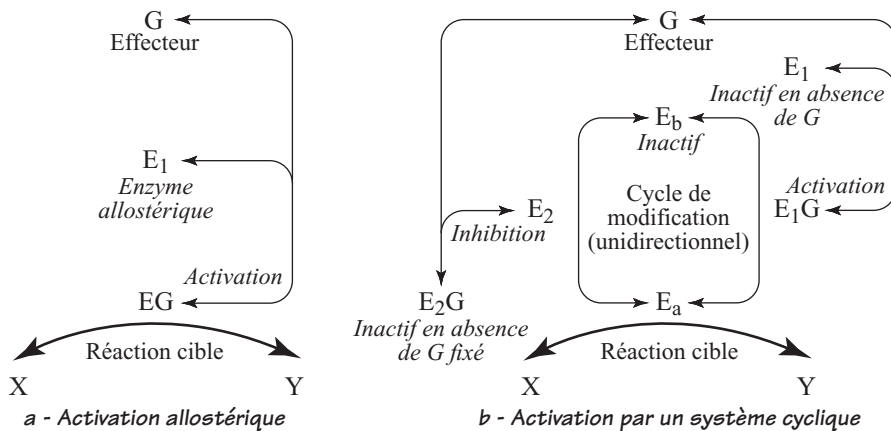 G
Effecteur
E1
Enzyme
allostérique
Activation
EG
Réaction cible
X
Y
a - Activation allostérique
G
Effecteur
E1
Inactif en absence
de G
Eb
Inactif
Activation
E1G
Cycle de
modification
(unidirectionnel)
E2
Inhibition
E2G
Inactif en absence
de G fixé
Ea
Réaction cible
X
Y
b - Activation par un système cyclique